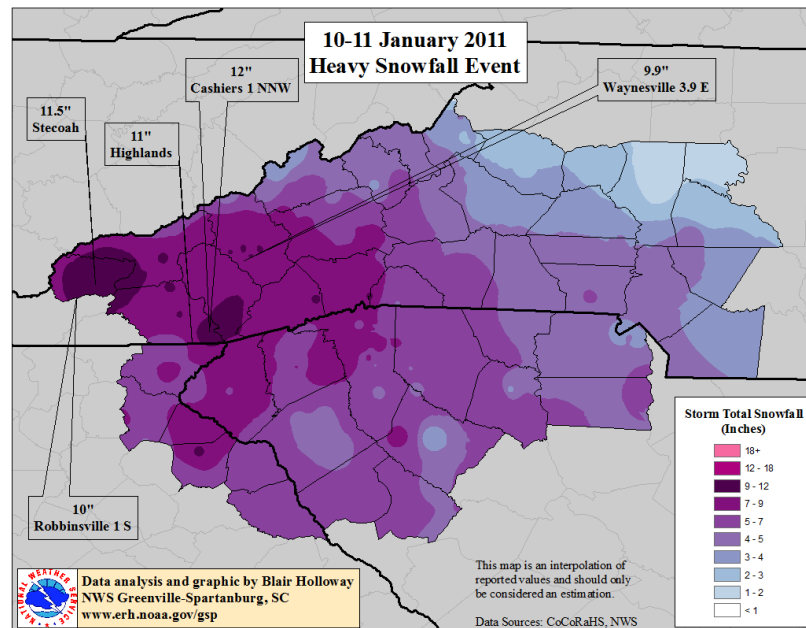 10-11 January 2011
Heavy Snowfall Event
12"
Cashiers 1 NNW
9.9"
Waynesville 3.9 E
11.5"
Stecoah
11"
Highlands
10"
Robbinsville 1 S
Storm Total Snowfall
(Inches)
18+
12 - 18
9 - 12
7 - 9
5 - 7
4 - 5
3 - 4
2 - 3
1 - 2
< 1
NATIONAL WEATHER SERVICE
Data analysis and graphic by Blair Holloway
NWS Greenville-Spartanburg, SC
www.erh.noaa.gov/gsp
This map is an interpolation of
reported values and should only
be considered an estimation.
Data Sources: CoCoRaHS, NWS